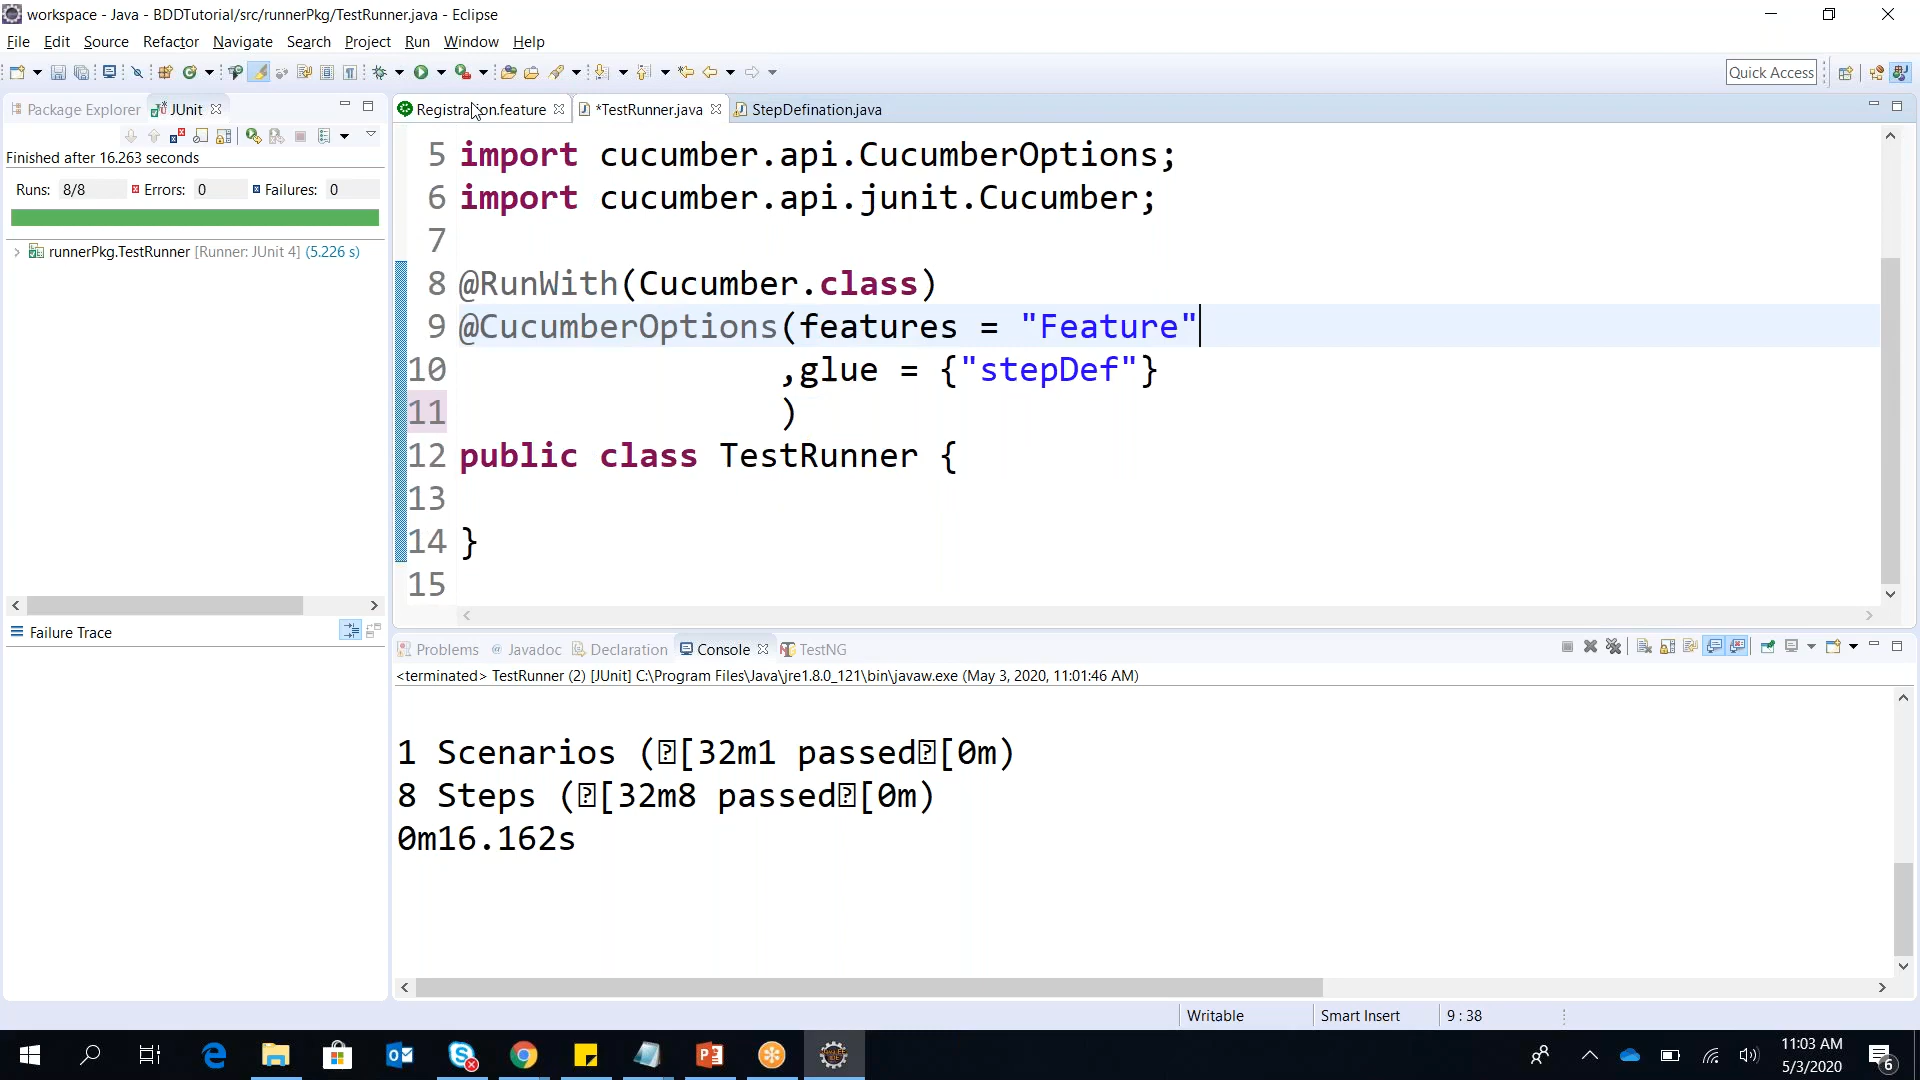 workspace - Java - BDDTutorial/src/runnerPkg/TestRunner.java - Eclipse
File Edit Source Refactor Navigate Search Project Run Window Help
Quick Access
Package Explorer JUnit
Finished after 16.263 seconds
Runs: 8/8 Errors: 0 Failures: 0
runnerPkg.TestRunner [Runner: JUnit 4] (5.226 s)
Failure Trace
Registration.feature *TestRunner.java StepDefination.java
5 import cucumber.api.CucumberOptions;
6 import cucumber.api.junit.Cucumber;
7
8 @RunWith(Cucumber.class)
9 @CucumberOptions(features = "Feature"
10 ,glue = {"stepDef"}
11 )
12 public class TestRunner {
13
14 }
15
Problems Javadoc Declaration Console TestNG
<terminated> TestRunner (2) [JUnit] C:\Program Files\Java\jre1.8.0_121\bin\javaw.exe (May 3, 2020, 11:01:46 AM)
1 Scenarios (�[32m1 passed�[0m)
8 Steps (�[32m8 passed�[0m)
0m16.162s
Writable Smart Insert 9 : 38
11:03 AM
5/3/2020
6